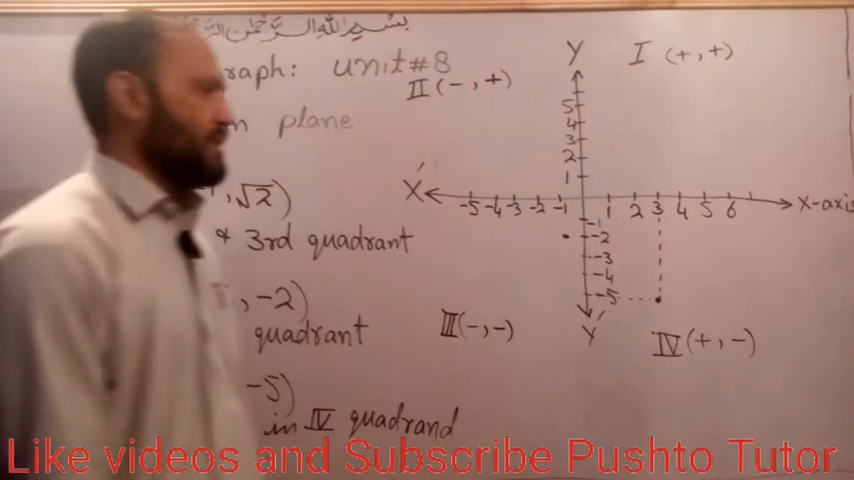 بسم الله الرحمن
raph: unit#8
n plane
, √2)
& 3rd quadrant
, -2)
quadrant
-5)
in IV quadrand
Y
I (+,+)
II (-,+)
5
4
3
2
1
X′
-5 -4 -3 -2 -1 1 2 3 4 5 6
X-axis
-1
-2
-3
-4
-5
Y′
III (-,-)
IV (+,-)
Like videos and Subscribe Pushto Tutor